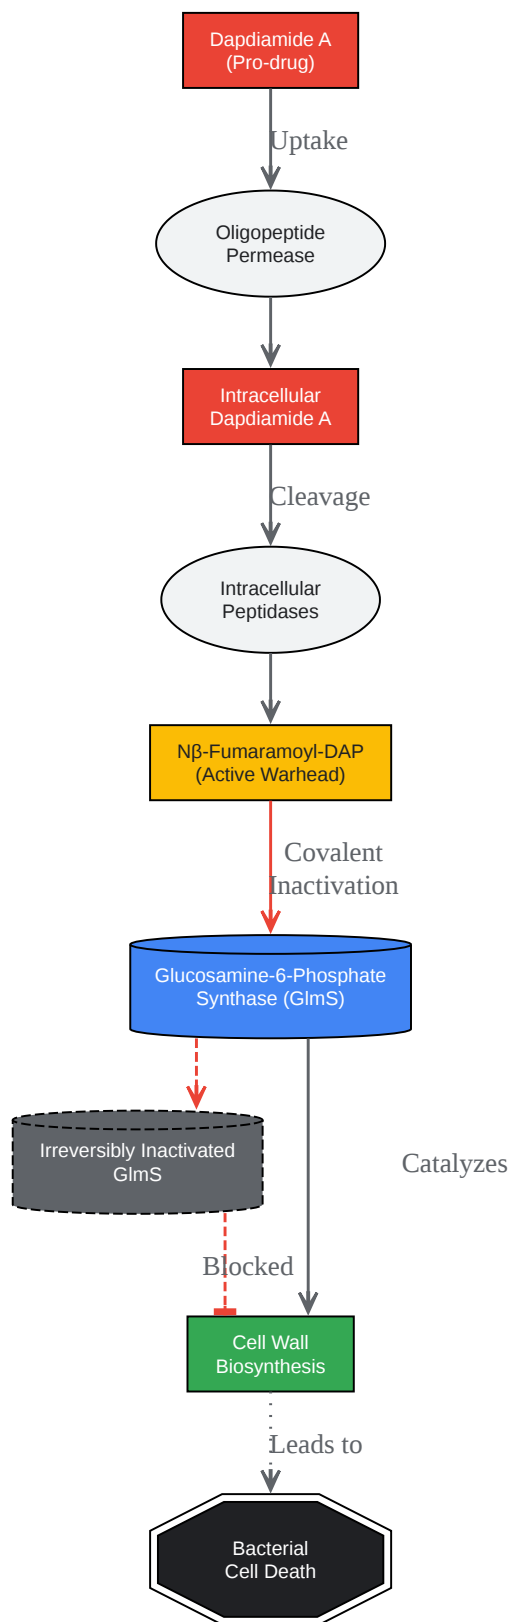 Dapdiamide A
(Pro-drug)
Uptake
Oligopeptide
Permease
Intracellular
Dapdiamide A
Cleavage
Intracellular
Peptidases
Nβ-Fumaramoyl-DAP
(Active Warhead)
Covalent
Inactivation
Glucosamine-6-Phosphate
Synthase (GlmS)
Irreversibly Inactivated
GlmS
Catalyzes
Blocked
Cell Wall
Biosynthesis
Leads to
Bacterial
Cell Death